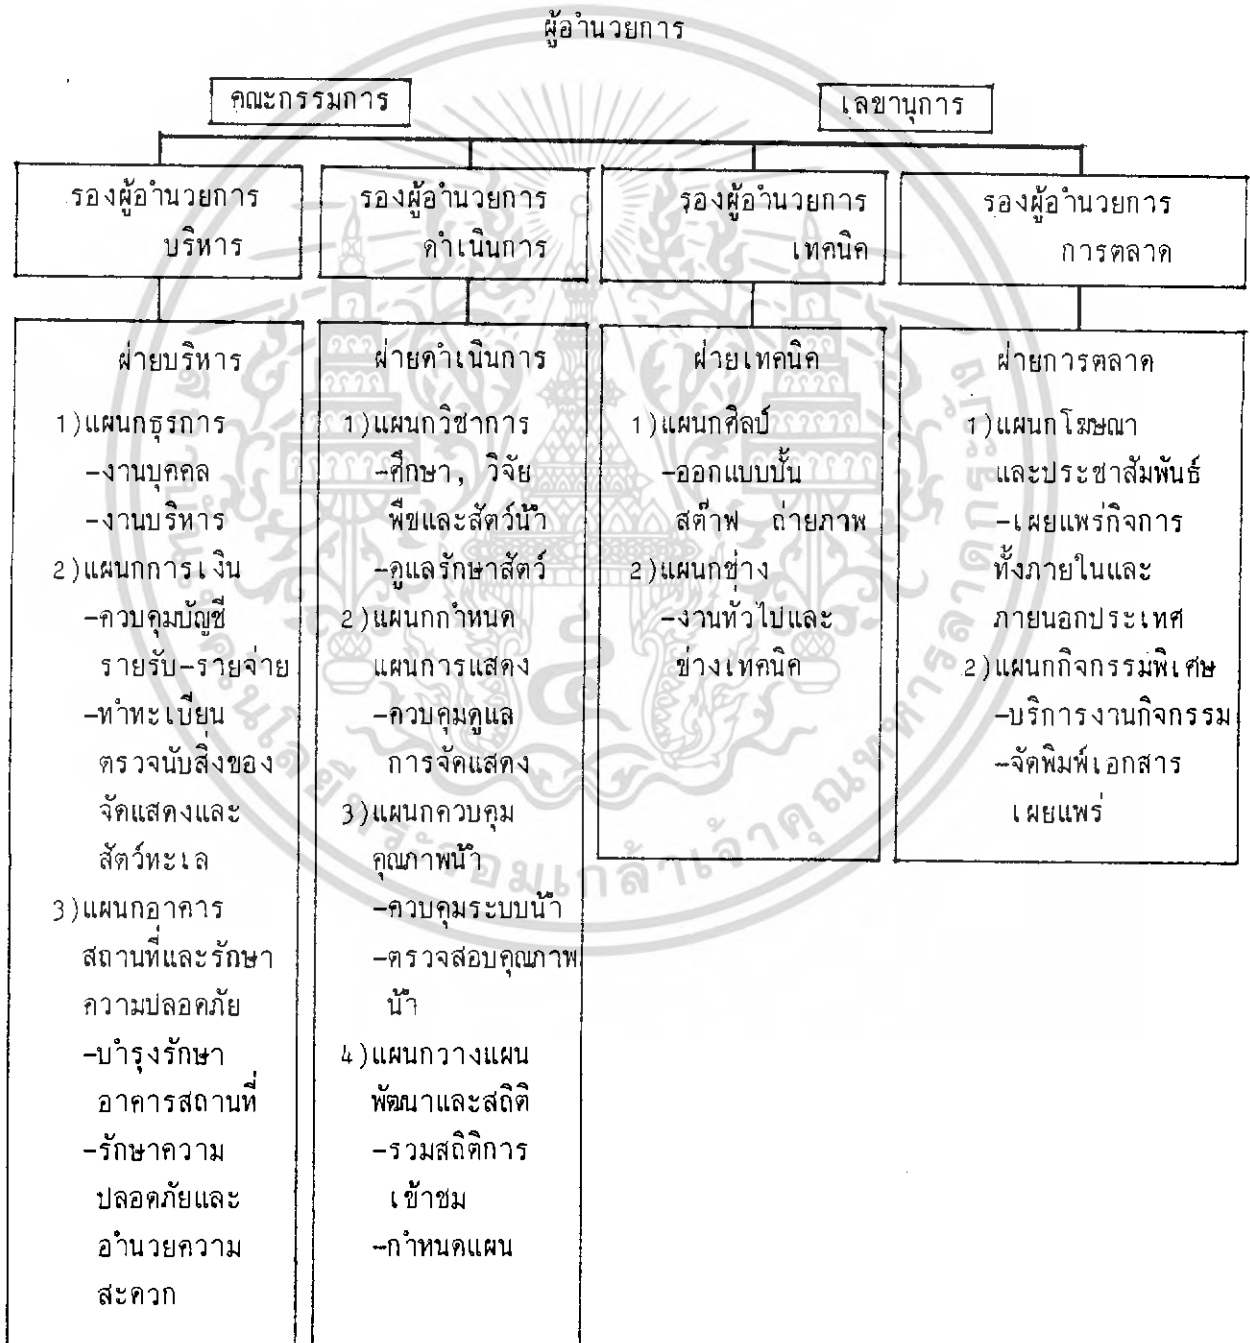 ผู้อำนวยการ
คณะกรรมการ
เลขานุการ
รองผู้อำนวยการ
บริหาร
รองผู้อำนวยการ
ดำเนินการ
รองผู้อำนวยการ
เทคนิค
รองผู้อำนวยการ
การตลาด
ฝ่ายบริหาร
1)แผนกธุรการ
-งานบุคคล
-งานบริหาร
2)แผนกการเงิน
-ควบคุมบัญชี
รายรับ-รายจ่าย
-ทำทะเบียน
ตรวจนับสิ่งของ
จัดแสดงและ
สัตว์ทะเล
3)แผนกอาคาร
สถานที่และรักษา
ความปลอดภัย
-บำรุงรักษา
อาคารสถานที่
-รักษาความ
ปลอดภัยและ
อำนวยความ
สะดวก
ฝ่ายดำเนินการ
1)แผนกวิชาการ
-ศึกษา, วิจัย
พืชและสัตว์น้ำ
-ดูแลรักษาสัตว์
2)แผนกกำหนด
แผนการแสดง
-ควบคุมดูแล
การจัดแสดง
3)แผนกควบคุม
คุณภาพน้ำ
-ควบคุมระบบน้ำ
-ตรวจสอบคุณภาพ
น้ำ
4)แผนกวางแผน
พัฒนาและสถิติ
-รวมสถิติการ
เข้าชม
-กำหนดแผน
ฝ่ายเทคนิค
1)แผนกศิลป์
-ออกแบบปั้น
สต๊าฟ ถ่ายภาพ
2)แผนกช่าง
-งานทั่วไปและ
ช่างเทคนิค
ฝ่ายการตลาด
1)แผนกโฆษณา
และประชาสัมพันธ์
-เผยแพร่กิจการ
ทั้งภายในและ
ภายนอกประเทศ
2)แผนกกิจกรรมพิเศษ
-บริการงานกิจกรรม
-จัดพิมพ์เอกสาร
เผยแพร่